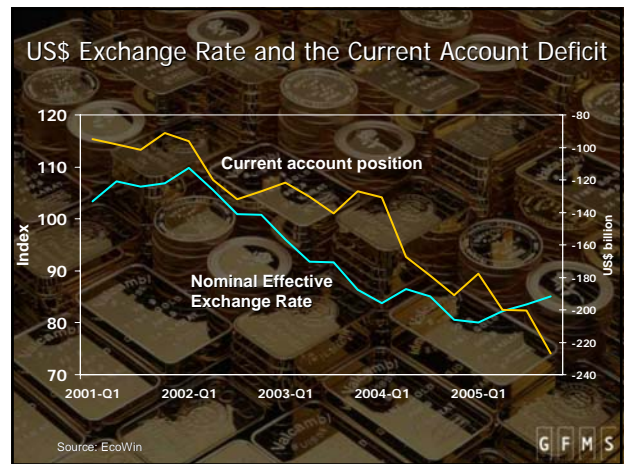 US$ Exchange Rate and the Current Account Deficit
120
110
100
90
80
70
Index
-80
-100
-120
-140
-160
-180
-200
-220
-240
US$ billion
Current account position
Nominal Effective
Exchange Rate
2001-Q1
2002-Q1
2003-Q1
2004-Q1
2005-Q1
Source: EcoWin
G F M S
Valcambi